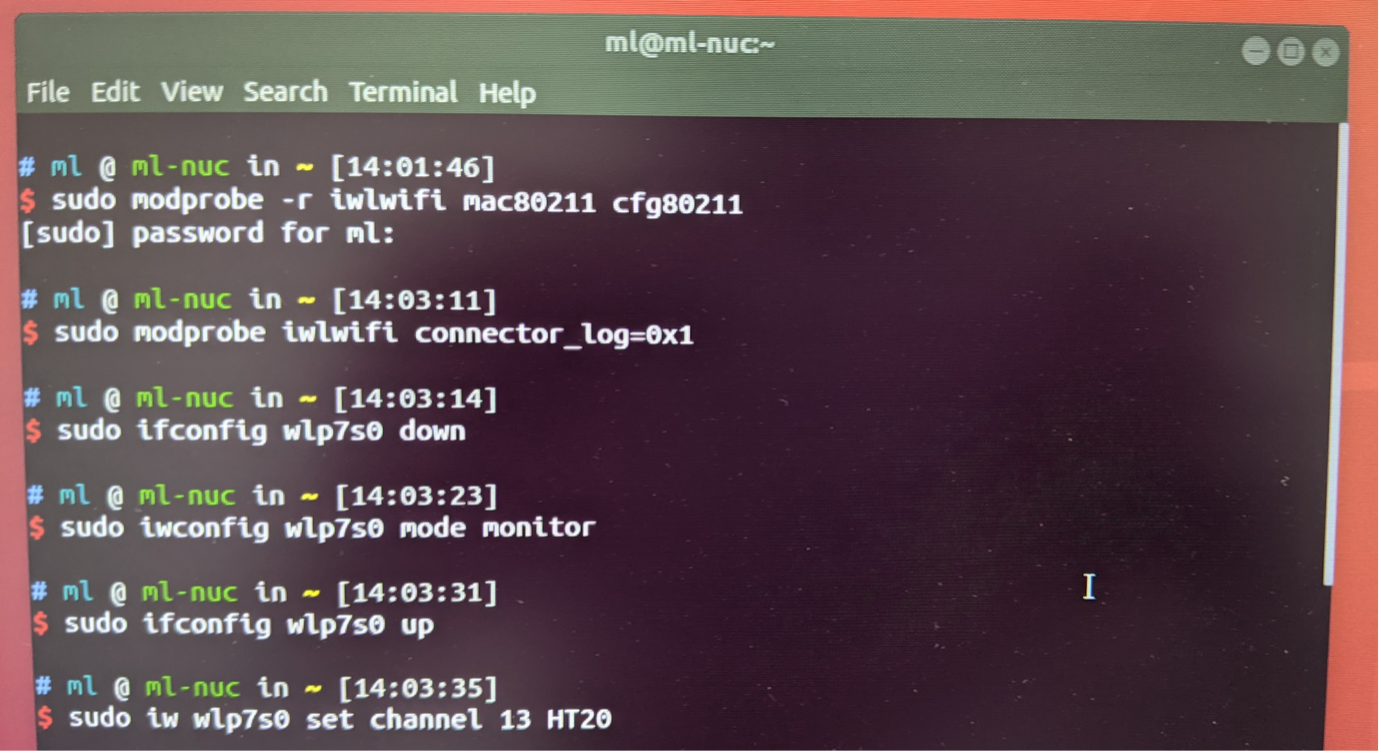 ml@ml-nuc:~
File Edit View Search Terminal Help
# ml @ ml-nuc in ~ [14:01:46]
$ sudo modprobe -r iwlwifi mac80211 cfg80211
[sudo] password for ml:
# ml @ ml-nuc in ~ [14:03:11]
$ sudo modprobe iwlwifi connector_log=0x1
# ml @ ml-nuc in ~ [14:03:14]
$ sudo ifconfig wlp7s0 down
# ml @ ml-nuc in ~ [14:03:23]
$ sudo iwconfig wlp7s0 mode monitor
# ml @ ml-nuc in ~ [14:03:31]
$ sudo ifconfig wlp7s0 up
# ml @ ml-nuc in ~ [14:03:35]
$ sudo iw wlp7s0 set channel 13 HT20